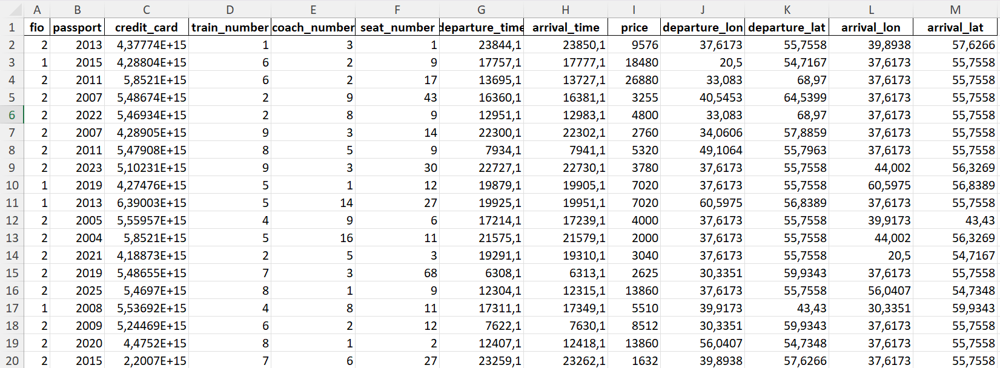 A B C D E F G H I J K L M
1 fio passport credit_card train_number coach_number seat_number departure_time arrival_time price departure_lon departure_lat arrival_lon arrival_lat
2 2 2013 4,37774E+15 1 3 1 23844,1 23850,1 9576 37,6173 55,7558 39,8938 57,6266
3 1 2015 4,28804E+15 6 2 9 17757,1 17777,1 18480 20,5 54,7167 37,6173 55,7558
4 2 2011 5,8521E+15 6 2 17 13695,1 13727,1 26880 33,083 68,97 37,6173 55,7558
5 2 2007 5,48674E+15 2 9 43 16360,1 16381,1 3255 40,5453 64,5399 37,6173 55,7558
6 2 2022 5,46934E+15 2 8 9 12951,1 12983,1 4800 33,083 68,97 37,6173 55,7558
7 2 2007 4,28905E+15 9 3 14 22300,1 22302,1 2760 34,0606 57,8859 37,6173 55,7558
8 2 2011 5,47908E+15 8 5 9 7934,1 7941,1 5320 49,1064 55,7963 37,6173 55,7558
9 2 2023 5,10231E+15 9 3 30 22727,1 22730,1 3780 37,6173 55,7558 44,002 56,3269
10 1 2019 4,27476E+15 5 1 12 19879,1 19905,1 7020 37,6173 55,7558 60,5975 56,8389
11 1 2013 6,39003E+15 5 14 27 19925,1 19951,1 7020 60,5975 56,8389 37,6173 55,7558
12 2 2005 5,55957E+15 4 9 6 17214,1 17239,1 4000 37,6173 55,7558 39,9173 43,43
13 2 2004 5,8521E+15 5 16 11 21575,1 21579,1 2000 37,6173 55,7558 44,002 56,3269
14 2 2021 4,18873E+15 2 5 3 19291,1 19310,1 3040 37,6173 55,7558 20,5 54,7167
15 2 2019 5,48655E+15 7 3 68 6308,1 6313,1 2625 30,3351 59,9343 37,6173 55,7558
16 2 2025 5,4697E+15 8 1 9 12304,1 12315,1 13860 37,6173 55,7558 56,0407 54,7348
17 1 2008 5,53692E+15 4 8 11 17311,1 17349,1 5510 39,9173 43,43 30,3351 59,9343
18 2 2009 5,24469E+15 6 2 12 7622,1 7630,1 8512 30,3351 59,9343 37,6173 55,7558
19 2 2020 4,4752E+15 8 1 2 12407,1 12418,1 13860 56,0407 54,7348 37,6173 55,7558
20 2 2015 2,2007E+15 7 6 27 23259,1 23262,1 1632 39,8938 57,6266 37,6173 55,7558